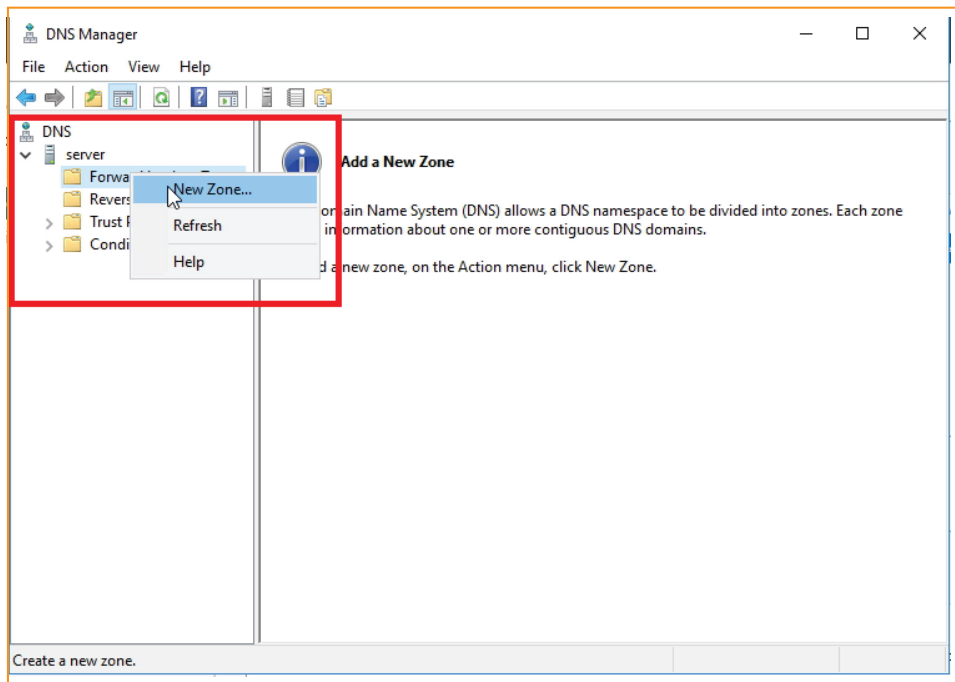 DNS Manager
File Action View Help
DNS
server
New Zone...
Refresh
Help
Add a New Zone
Name System (DNS) allows a DNS namespace to be divided into zones. Each zone
information about one or more contiguous DNS domains.
a new zone, on the Action menu, click New Zone.
Create a new zone.